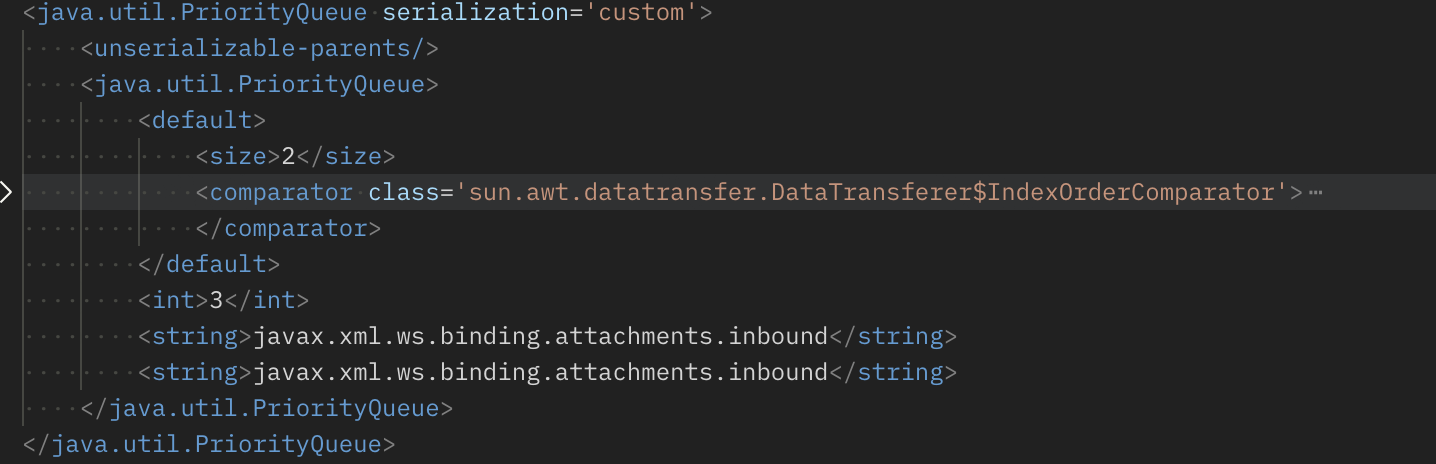 <java.util.PriorityQueue serialization='custom'>
<unserializable-parents/>
<java.util.PriorityQueue>
<default>
<size>2</size>
<comparator class='sun.awt.datatransfer.DataTransferer$IndexOrderComparator'>⋯
</comparator>
</default>
<int>3</int>
<string>javax.xml.ws.binding.attachments.inbound</string>
<string>javax.xml.ws.binding.attachments.inbound</string>
</java.util.PriorityQueue>
</java.util.PriorityQueue>